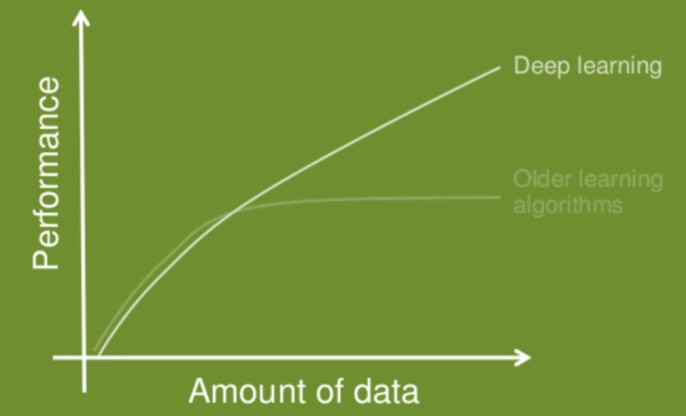 Performance
Deep learning
Older learning
algorithms
Amount of data